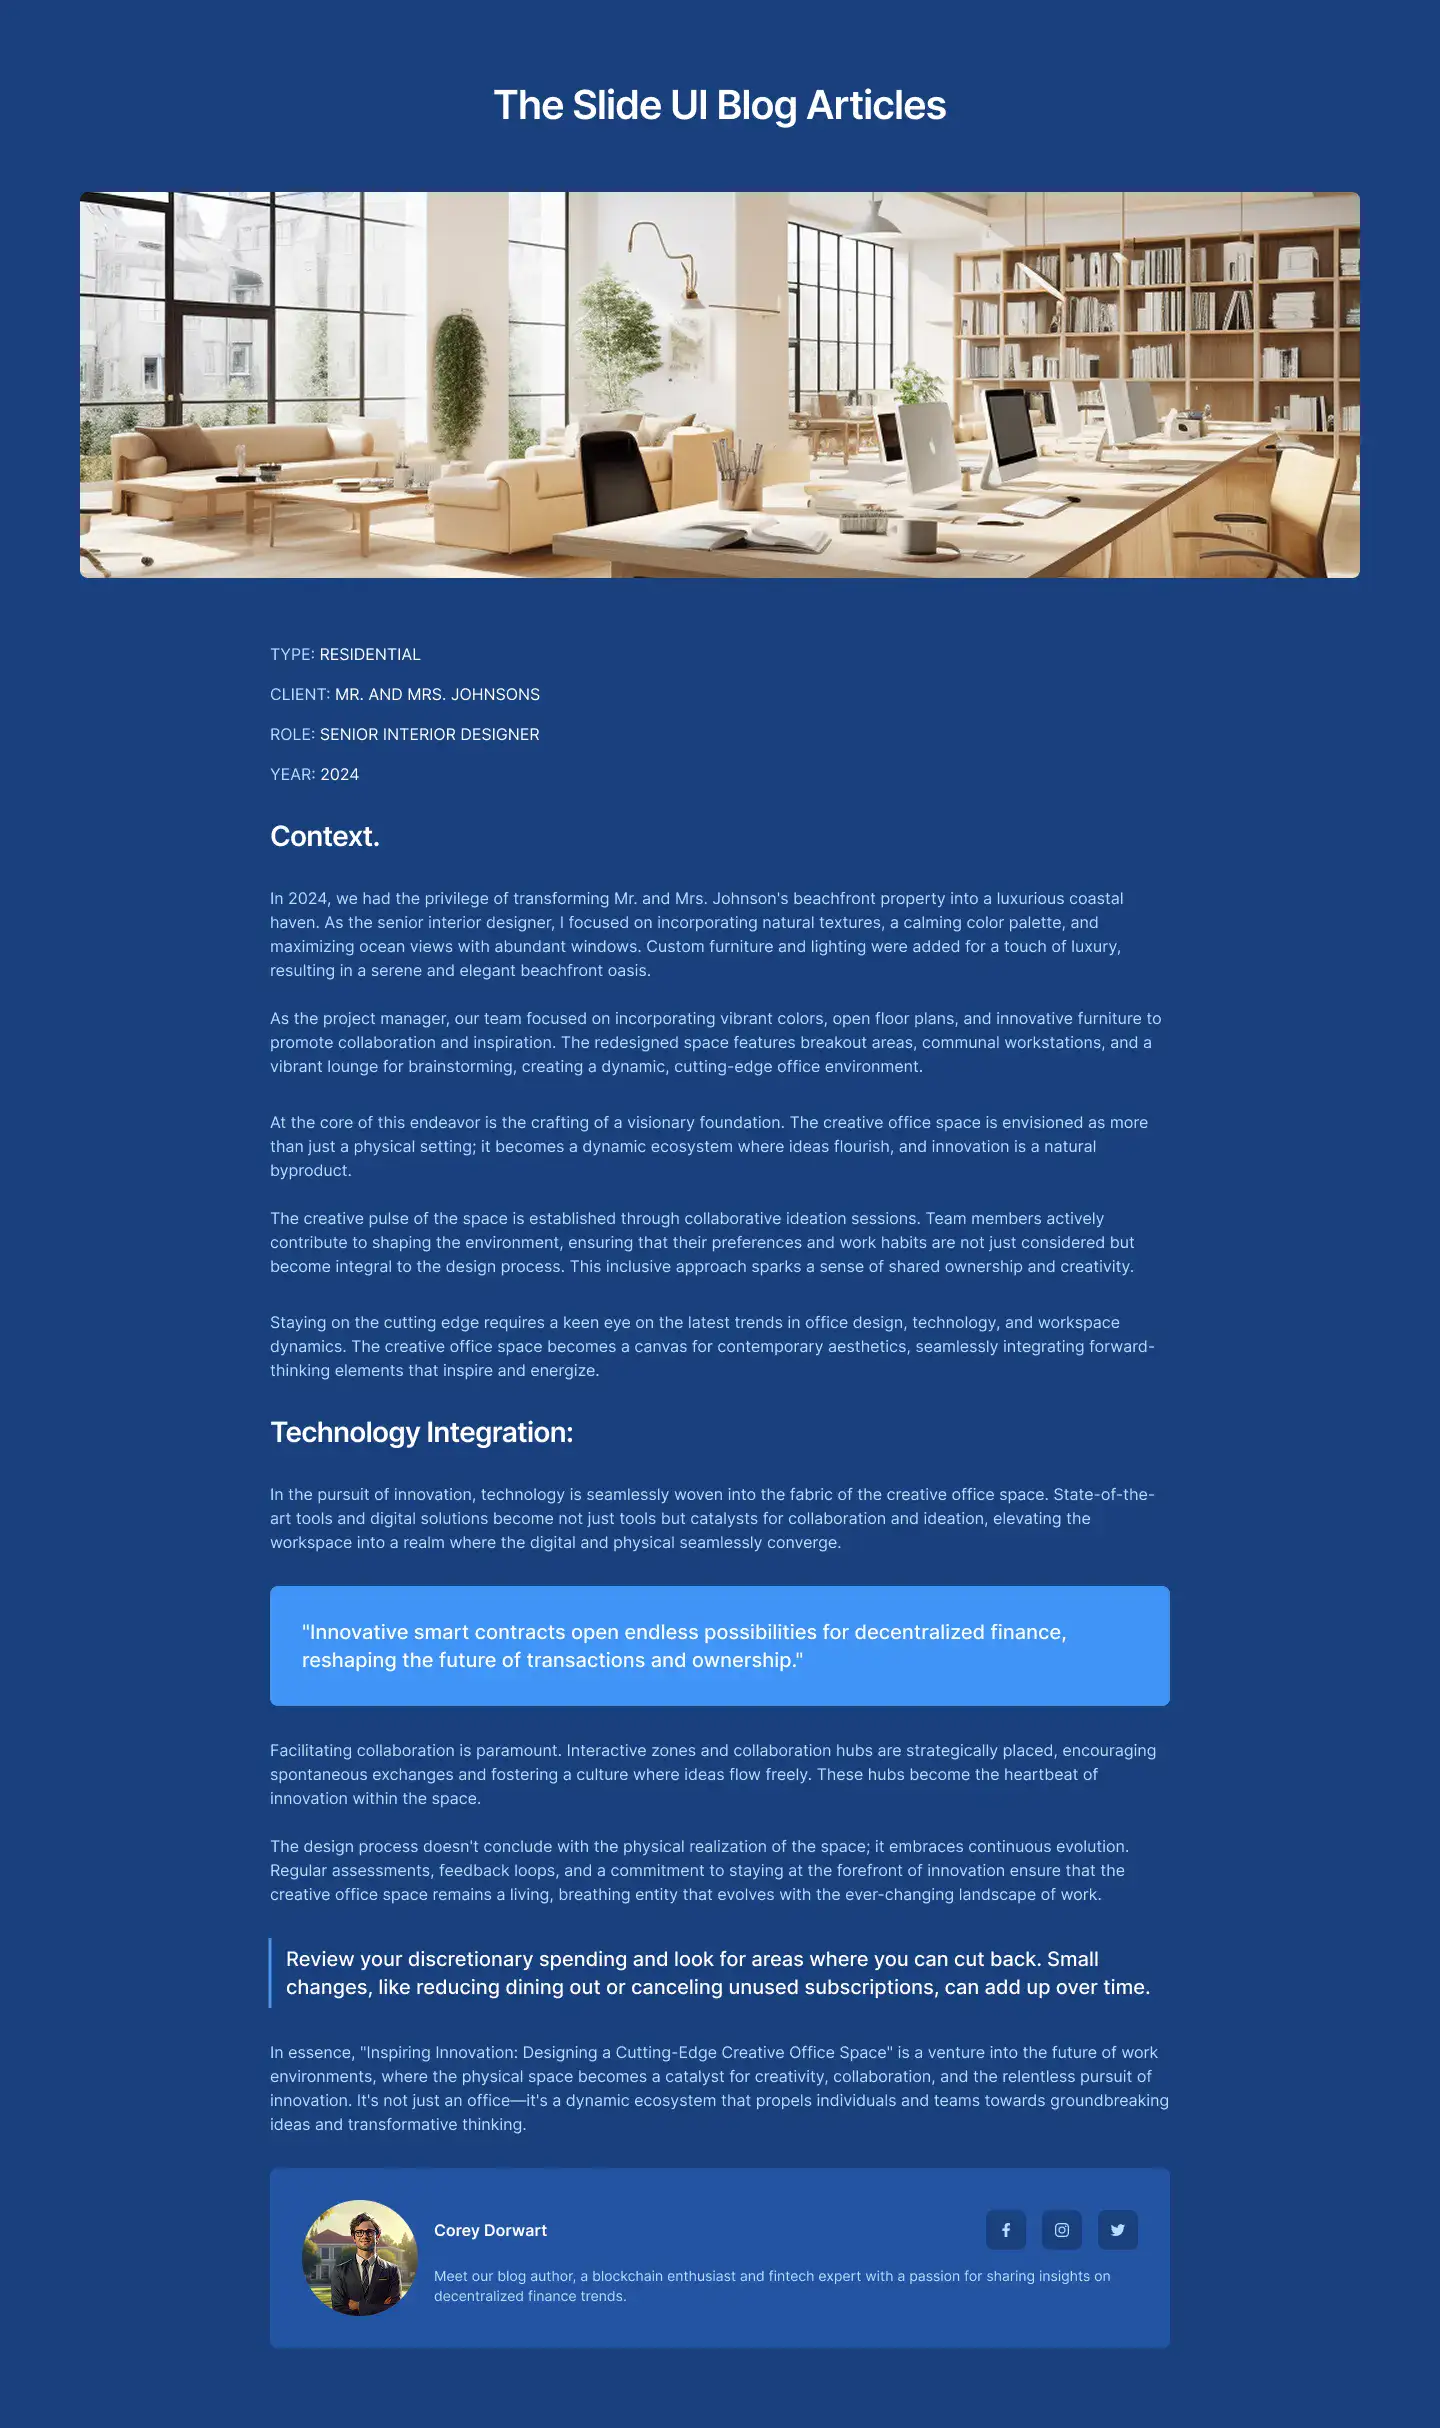 The Slide UI Blog Articles
TYPE: RESIDENTIAL
CLIENT: MR. AND MRS. JOHNSONS
ROLE: SENIOR INTERIOR DESIGNER
YEAR: 2024
Context.
In 2024, we had the privilege of transforming Mr. and Mrs. Johnson's beachfront property into a luxurious coastal
haven. As the senior interior designer, I focused on incorporating natural textures, a calming color palette, and
maximizing ocean views with abundant windows. Custom furniture and lighting were added for a touch of luxury,
resulting in a serene and elegant beachfront oasis.
As the project manager, our team focused on incorporating vibrant colors, open floor plans, and innovative furniture to
promote collaboration and inspiration. The redesigned space features breakout areas, communal workstations, and a
vibrant lounge for brainstorming, creating a dynamic, cutting-edge office environment.
At the core of this endeavor is the crafting of a visionary foundation. The creative office space is envisioned as more
than just a physical setting; it becomes a dynamic ecosystem where ideas flourish, and innovation is a natural
byproduct.
The creative pulse of the space is established through collaborative ideation sessions. Team members actively
contribute to shaping the environment, ensuring that their preferences and work habits are not just considered but
become integral to the design process. This inclusive approach sparks a sense of shared ownership and creativity.
Staying on the cutting edge requires a keen eye on the latest trends in office design, technology, and workspace
dynamics. The creative office space becomes a canvas for contemporary aesthetics, seamlessly integrating forward-
thinking elements that inspire and energize.
Technology Integration:
In the pursuit of innovation, technology is seamlessly woven into the fabric of the creative office space. State-of-the-
art tools and digital solutions become not just tools but catalysts for collaboration and ideation, elevating the
workspace into a realm where the digital and physical seamlessly converge.
"Innovative smart contracts open endless possibilities for decentralized finance,
reshaping the future of transactions and ownership."
Facilitating collaboration is paramount. Interactive zones and collaboration hubs are strategically placed, encouraging
spontaneous exchanges and fostering a culture where ideas flow freely. These hubs become the heartbeat of
innovation within the space.
The design process doesn't conclude with the physical realization of the space; it embraces continuous evolution.
Regular assessments, feedback loops, and a commitment to staying at the forefront of innovation ensure that the
creative office space remains a living, breathing entity that evolves with the ever-changing landscape of work.
Review your discretionary spending and look for areas where you can cut back. Small
changes, like reducing dining out or canceling unused subscriptions, can add up over time.
In essence, "Inspiring Innovation: Designing a Cutting-Edge Creative Office Space" is a venture into the future of work
environments, where the physical space becomes a catalyst for creativity, collaboration, and the relentless pursuit of
innovation. It's not just an office—it's a dynamic ecosystem that propels individuals and teams towards groundbreaking
ideas and transformative thinking.
Corey Dorwart
Meet our blog author, a blockchain enthusiast and fintech expert with a passion for sharing insights on
decentralized finance trends.